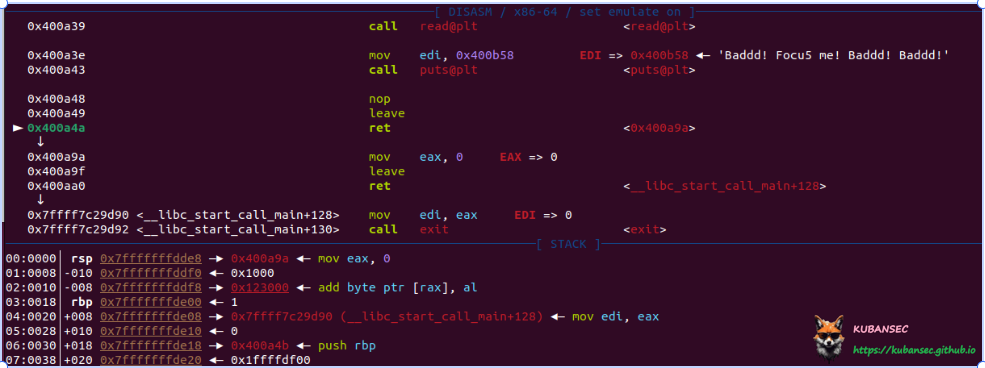 [ DISASM / x86-64 / set emulate on ]
0x400a39 call read@plt <read@plt>
0x400a3e mov edi, 0x400b58 EDI => 0x400b58 ← 'Baddd! Focu5 me! Baddd! Baddd!'
0x400a43 call puts@plt <puts@plt>
0x400a48 nop
0x400a49 leave
► 0x400a4a ret <0x400a9a>
↓
0x400a9a mov eax, 0 EAX => 0
0x400a9f leave
0x400aa0 ret <__libc_start_call_main+128>
↓
0x7ffff7c29d90 <__libc_start_call_main+128> mov edi, eax EDI => 0
0x7ffff7c29d92 <__libc_start_call_main+130> call exit <exit>
[ STACK ]
00:0000│ rsp 0x7fffffffdde8 —▸ 0x400a9a ← mov eax, 0
01:0008│ -010 0x7fffffffddf0 ← 0x1000
02:0010│ -008 0x7fffffffddf8 —▸ 0x123000 ← add byte ptr [rax], al
03:0018│ rbp 0x7fffffffde00 ← 1
04:0020│ +008 0x7fffffffde08 —▸ 0x7ffff7c29d90 (__libc_start_call_main+128) ← mov edi, eax
05:0028│ +010 0x7fffffffde10 ← 0
06:0030│ +018 0x7fffffffde18 —▸ 0x400a4b ← push rbp
07:0038│ +020 0x7fffffffde20 ← 0x1ffffdf00
KUBANSEC
https://kubansec.github.io